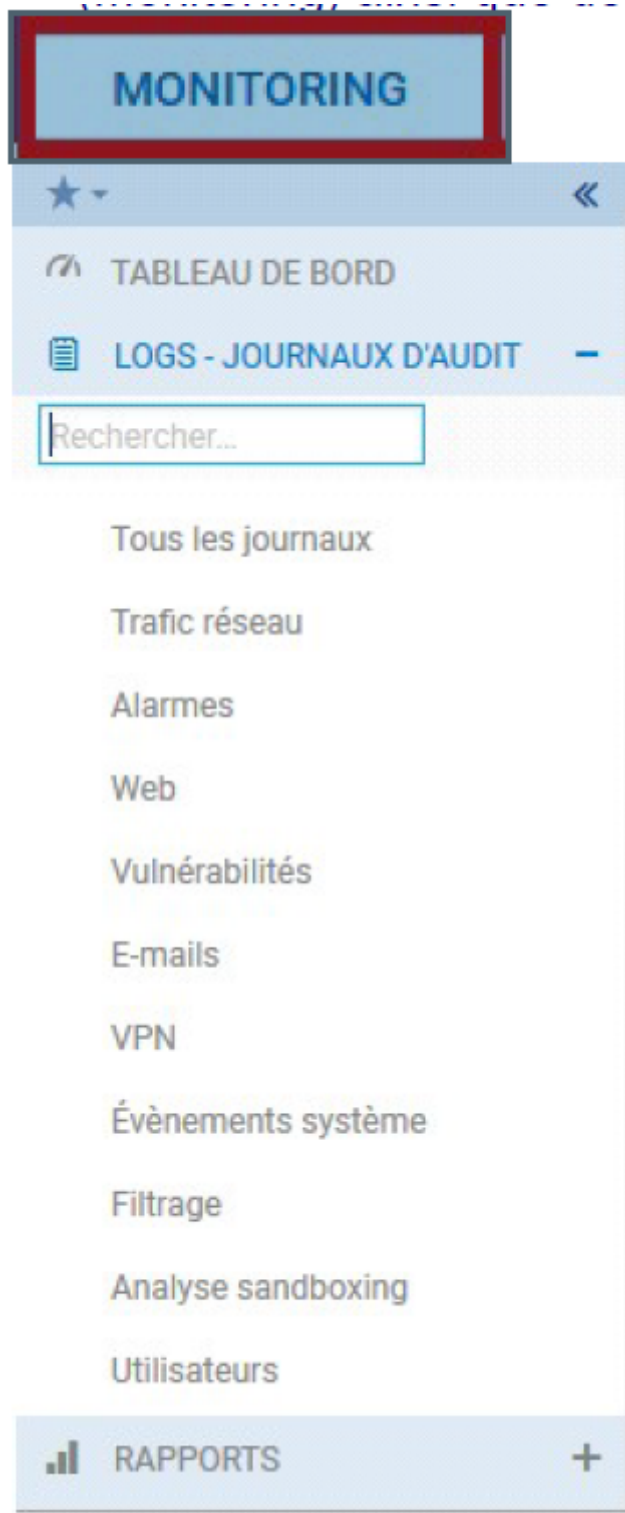 MONITORING
TABLEAU DE BORD
LOGS - JOURNAUX D'AUDIT
Rechercher...
Tous les journaux
Trafic réseau
Alarmes
Web
Vulnérabilités
E-mails
VPN
Évènements système
Filtrage
Analyse sandboxing
Utilisateurs
RAPPORTS